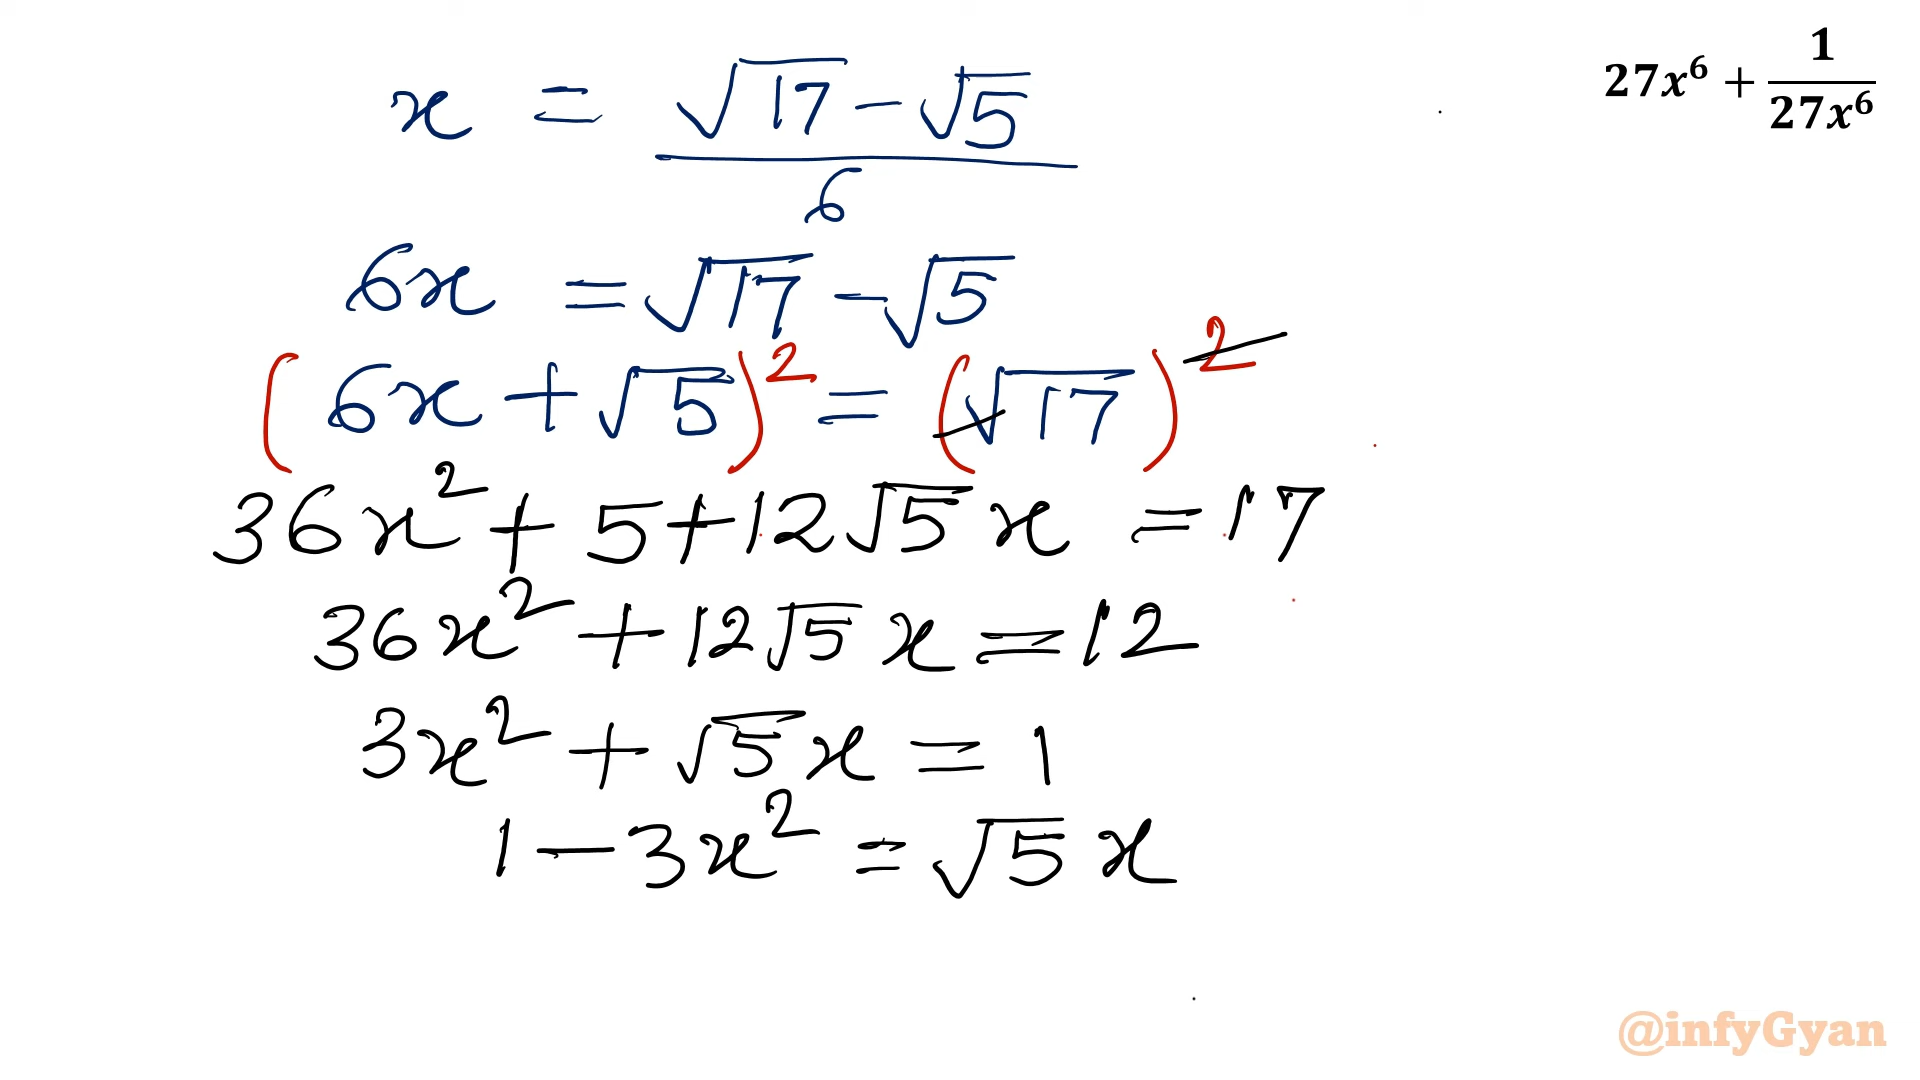 x = (√17 − √5)/6
27x⁶ + 1/(27x⁶)
6x = √17 − √5
(6x + √5)² = (√17)²
36x² + 5 + 12√5 x = 17
36x² + 12√5 x = 12
3x² + √5 x = 1
1 − 3x² = √5 x
@infyGyan